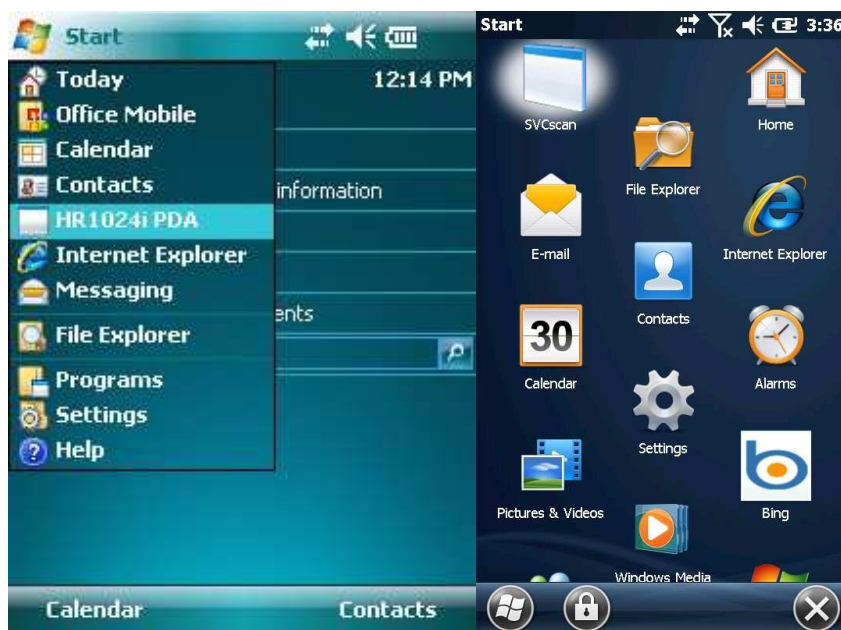 Start
Today
12:14 PM
Office Mobile
Calendar
Contacts
information
HR1024i PDA
Internet Explorer
Messaging
ents
File Explorer
Programs
Settings
Help
Calendar
Contacts
Start
3:36
SVCscan
Home
File Explorer
E-mail
Internet Explorer
Contacts
30
Calendar
Alarms
Settings
Pictures & Videos
Bing
Windows Media